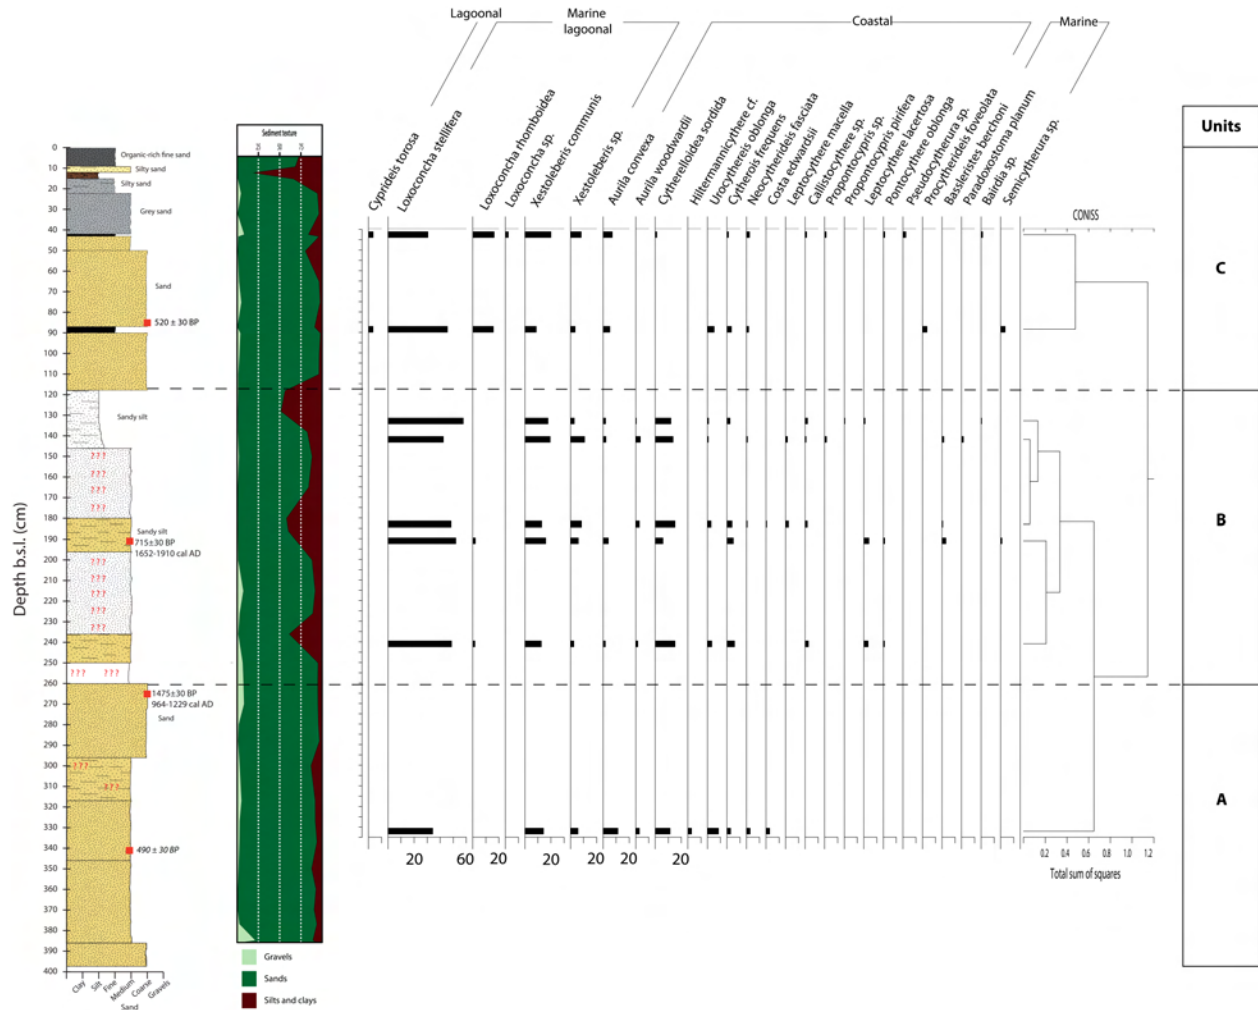 Lagoonal
Marine
lagoonal
Coastal
Marine
Cyprideis torosa
Loxoconcha stellifera
Loxoconcha rhomboidea
Loxoconcha sp.
Xestoleberis communis
Xestoleberis sp.
Aurila convexa
Aurila woodwardii
Cytherelloidea sordida
Hiltermannicythere cf.
Urocythereis oblonga
Cytherois frequens
Neocytherideis fasciata
Costa edwardsii
Leptocythere macella
Callistocythere sp.
Propontocypris sp.
Propontocypris pirifera
Leptocythere lacertosa
Pontocythere oblonga
Pseudocytherura sp.
Procytherideis foveolata
Bassleristes berchoni
Paradoxostoma planum
Bairdia sp.
Semicytherura sp.
Units
Sediment texture
25 50 75
CONISS
Depth b.s.l. (cm)
0
10
20
30
40
50
60
70
80
90
100
110
120
130
140
150
160
170
180
190
200
210
220
230
240
250
260
270
280
290
300
310
320
330
340
350
360
370
380
390
400
Organic-rich fine sand
Silty sand
Silty sand
Grey sand
Sand
520 ± 30 BP
Sandy silt
? ? ?
? ? ?
? ? ?
? ? ?
Sandy silt
715±30 BP
1652-1910 cal AD
? ? ?
? ? ?
? ? ?
? ? ?
? ? ?
? ? ? ? ? ?
1475±30 BP
964-1229 cal AD
Sand
? ? ?
? ? ?
490 ± 30 BP
C
B
A
20 60 20 20 20 20 20 20
0.2 0.4 0.6 0.8 1.0 1.2
Total sum of squares
Clay
Silt
Fine
Medium
Coarse
Gravels
Sand
Gravels
Sands
Silts and clays